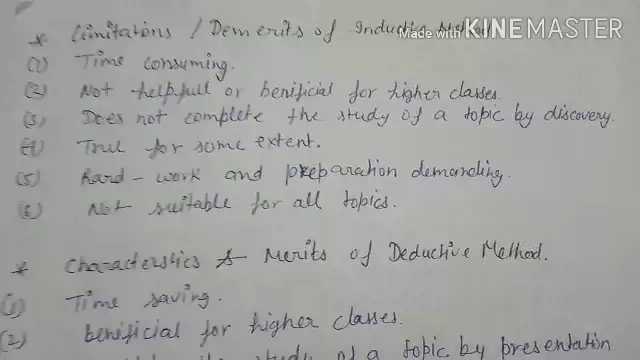 * Limitations / Demerits of Inductive Method
Made with KINEMASTER
(1) Time consuming.
(2) Not helpfull or benificial for higher classes.
(3) Does not complete the study of a topic by discovery.
(4) True for some extent.
(5) Hard-work and preparation demanding.
(6) Not suitable for all topics.
* Characterstics & Merits of Deductive Method.
(1) Time saving.
(2) benificial for higher classes.
study of a topic by presentation